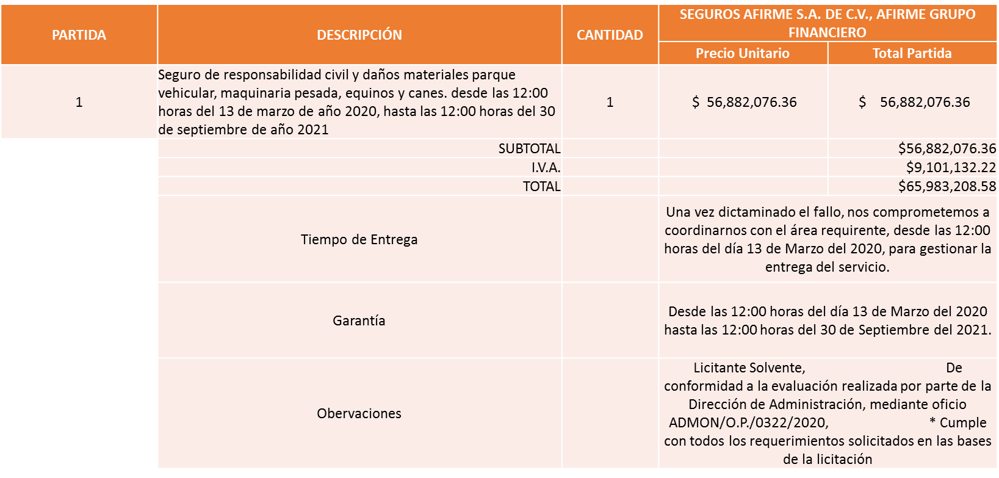 PARTIDA
DESCRIPCIÓN
CANTIDAD
SEGUROS AFIRME S.A. DE C.V., AFIRME GRUPO
FINANCIERO
Precio Unitario
Total Partida
1
Seguro de responsabilidad civil y daños materiales parque
vehicular, maquinaria pesada, equinos y canes. desde las 12:00
horas del 13 de marzo de año 2020, hasta las 12:00 horas del 30
de septiembre de año 2021
1
$ 56,882,076.36
$ 56,882,076.36
SUBTOTAL
$56,882,076.36
I.V.A.
$9,101,132.22
TOTAL
$65,983,208.58
Tiempo de Entrega
Una vez dictaminado el fallo, nos comprometemos a
coordinarnos con el área requirente, desde las 12:00
horas del día 13 de Marzo del 2020, para gestionar la
entrega del servicio.
Garantía
Desde las 12:00 horas del día 13 de Marzo del 2020
hasta las 12:00 horas del 30 de Septiembre del 2021.
Obervaciones
Licitante Solvente, De
conformidad a la evaluación realizada por parte de la
Dirección de Administración, mediante oficio
ADMON/O.P./0322/2020, * Cumple
con todos los requerimientos solicitados en las bases
de la licitación